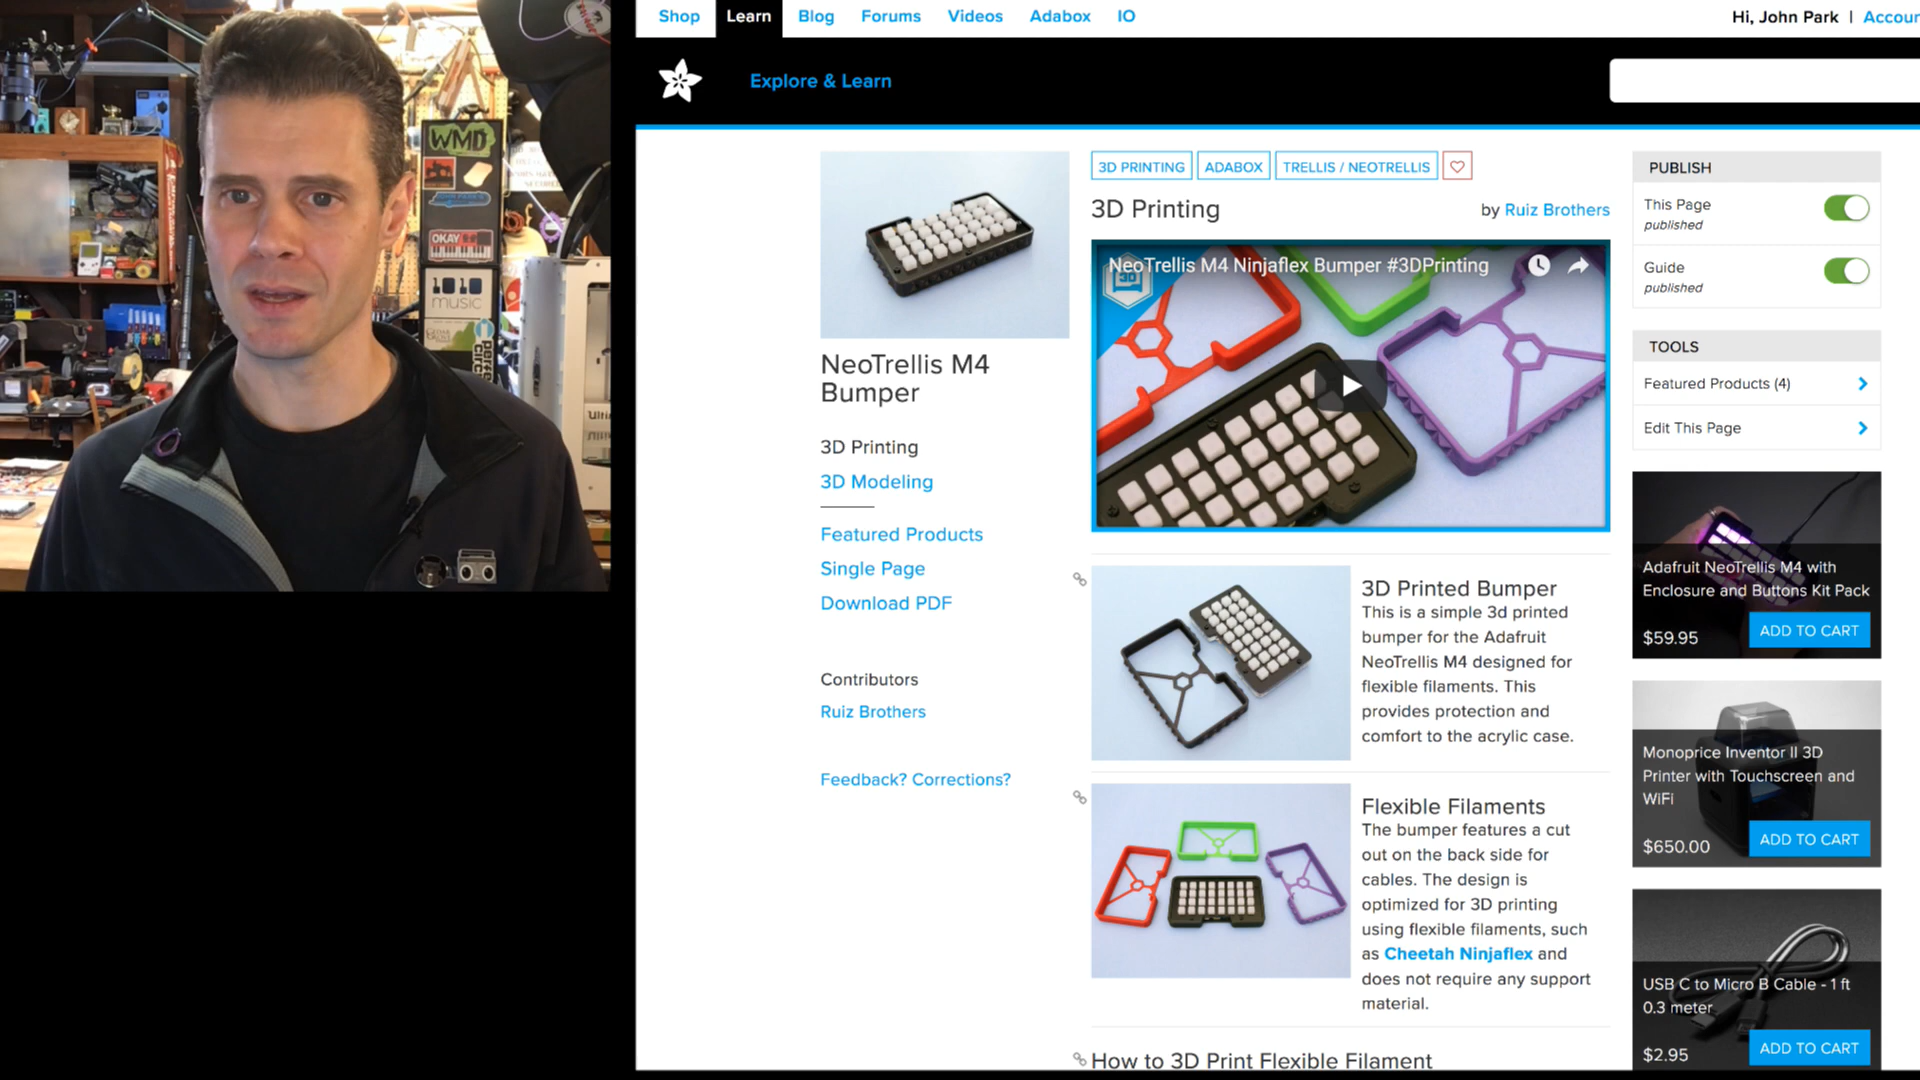 Shop Learn Blog Forums Videos Adabox IO
Hi, John Park | Accoun
Explore & Learn
WMD
OKAY
1010
music
3D PRINTING ADABOX TRELLIS / NEOTRELLIS
3D Printing
by Ruiz Brothers
NeoTrellis M4 Ninjaflex Bumper #3DPrinting
NeoTrellis M4
Bumper
3D Printing
3D Modeling
Featured Products
Single Page
Download PDF
Contributors
Ruiz Brothers
Feedback? Corrections?
3D Printed Bumper
This is a simple 3d printed
bumper for the Adafruit
NeoTrellis M4 designed for
flexible filaments. This
provides protection and
comfort to the acrylic case.
Flexible Filaments
The bumper features a cut
out on the back side for
cables. The design is
optimized for 3D printing
using flexible filaments, such
as Cheetah Ninjaflex and
does not require any support
material.
How to 3D Print Flexible Filament
PUBLISH
This Page
published
Guide
published
TOOLS
Featured Products (4)
Edit This Page
Adafruit NeoTrellis M4 with
Enclosure and Buttons Kit Pack
$59.95 ADD TO CART
Monoprice Inventor II 3D
Printer with Touchscreen and
WiFi
$650.00 ADD TO CART
USB C to Micro B Cable - 1 ft
0.3 meter
$2.95 ADD TO CART